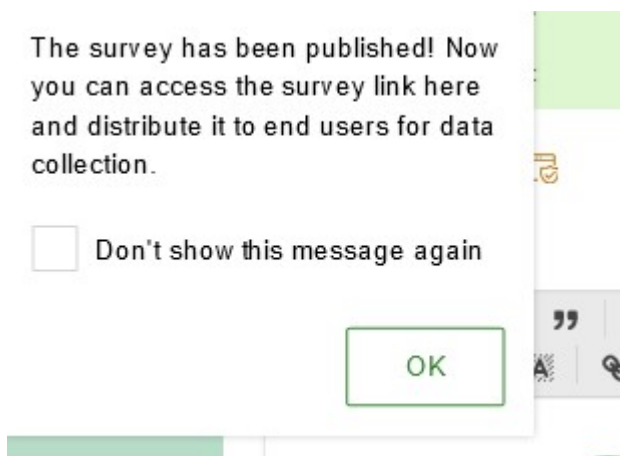 The survey has been published! Now
you can access the survey link here
and distribute it to end users for data
collection.
Don't show this message again
OK